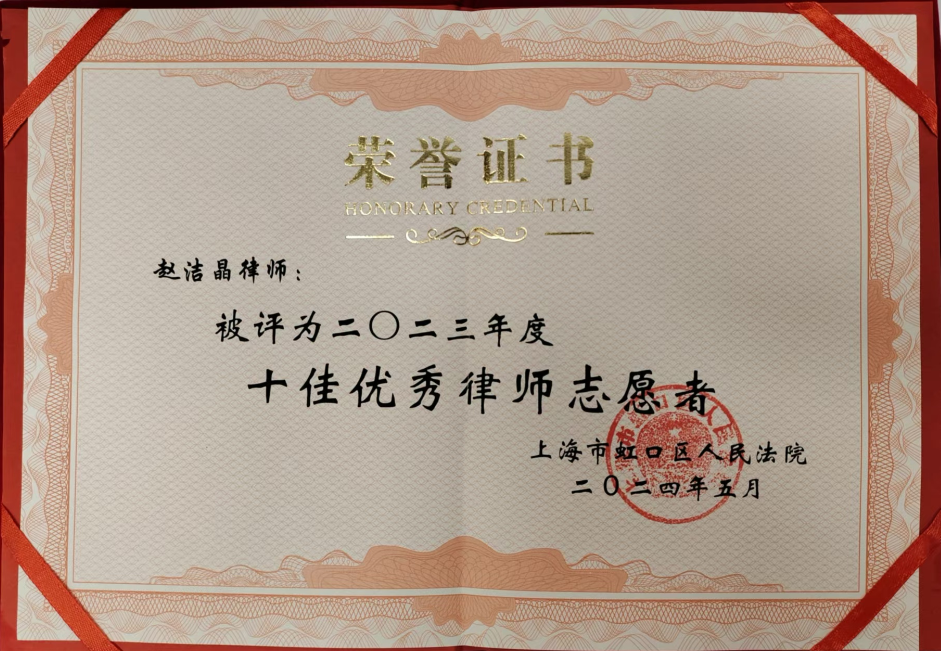 荣誉证书
HONORARY CREDENTIAL
赵洁晶律师：
被评为二〇二三年度
十佳优秀律师志愿者
上海市虹口区人民法院
二〇二四年五月